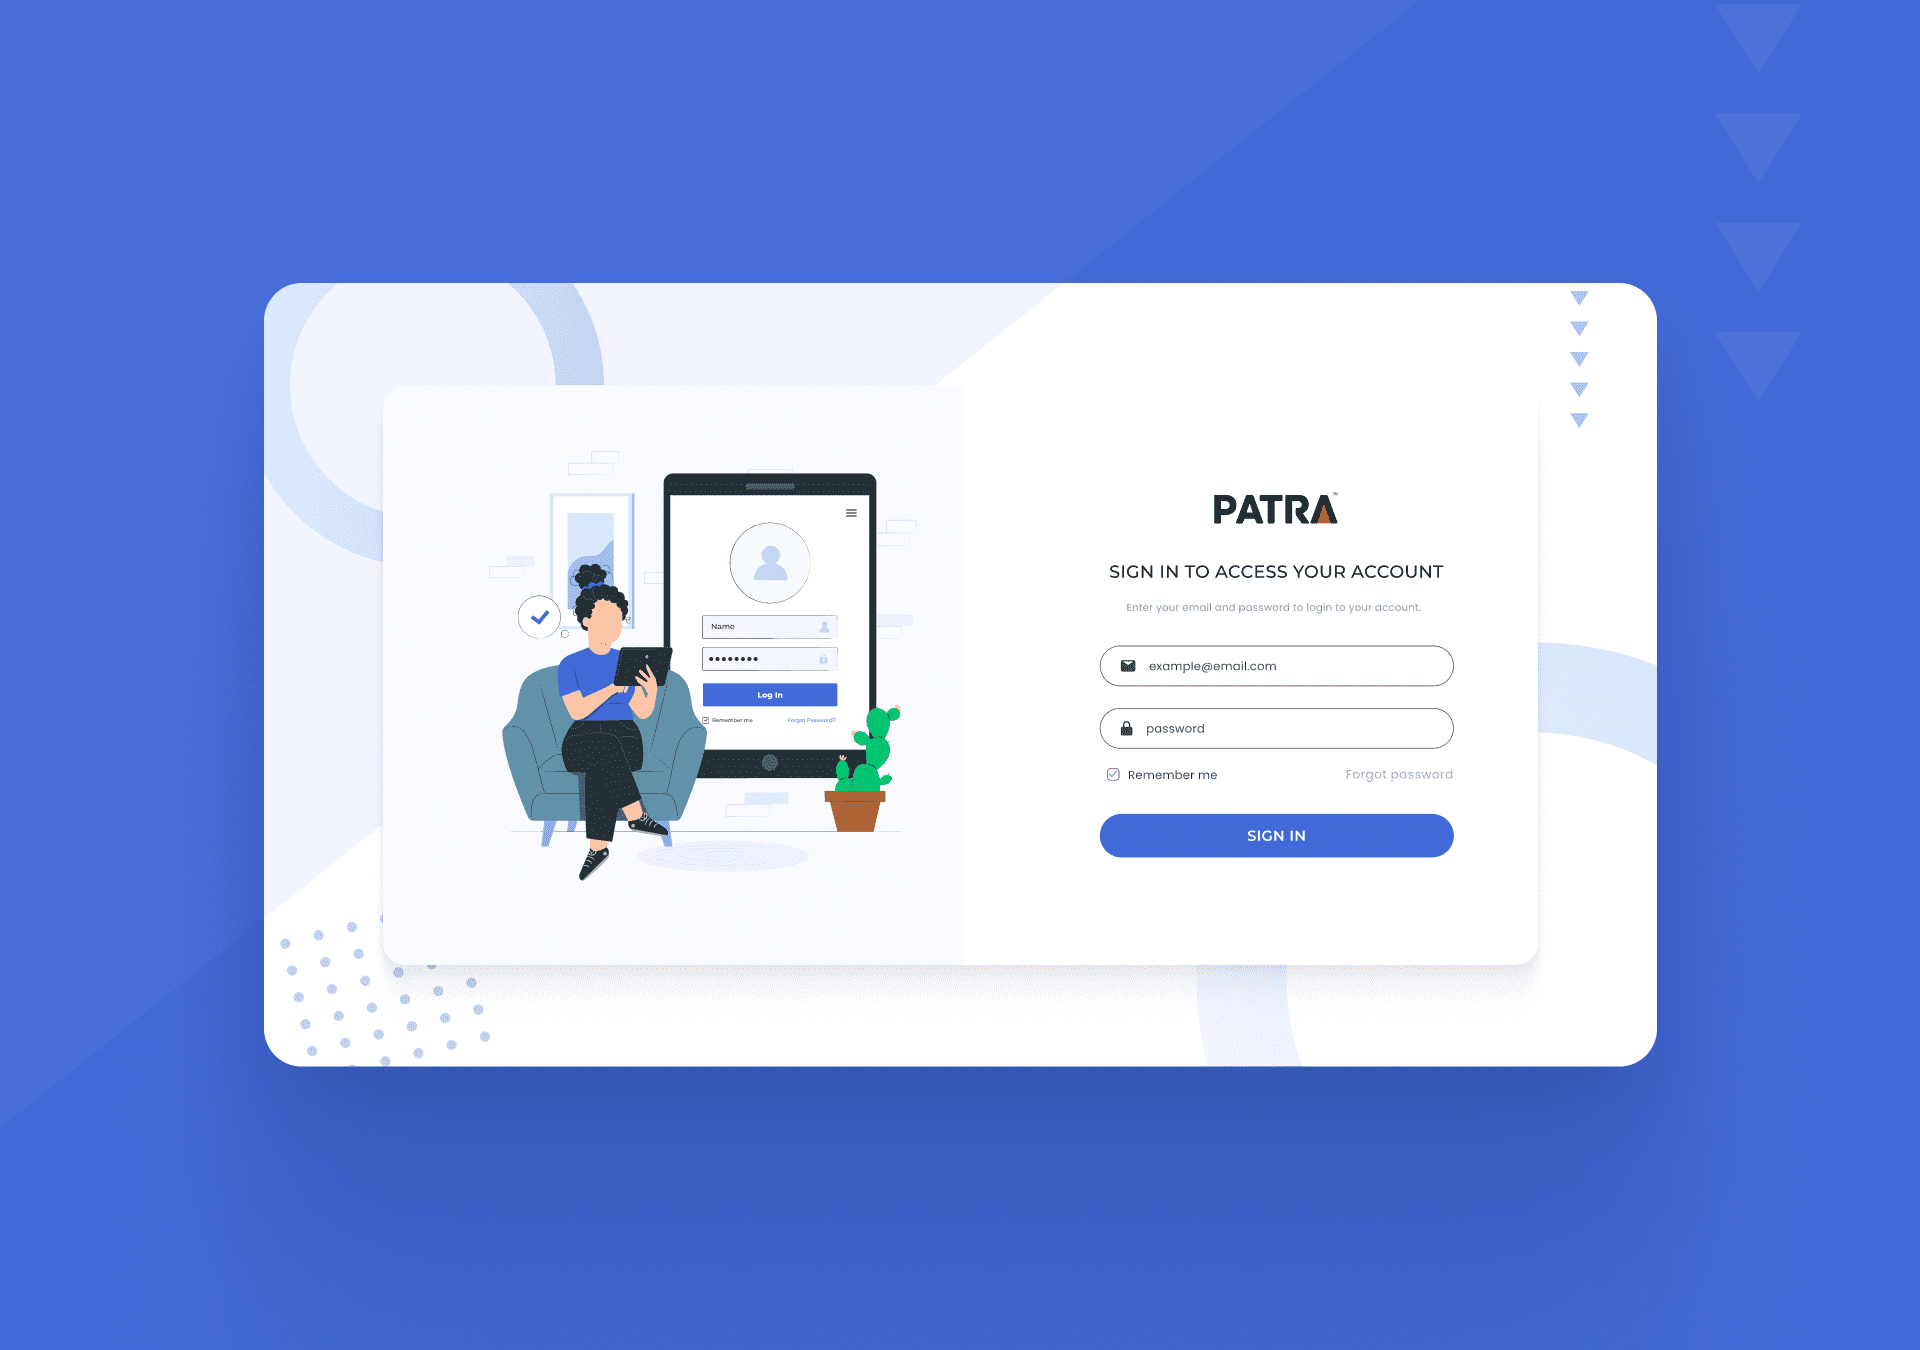 Name
••••••••
Log In
Remember me
Forgot Password?
PATRA™
SIGN IN TO ACCESS YOUR ACCOUNT
Enter your email and password to login to your account.
example@email.com
password
Remember me
Forgot password
SIGN IN